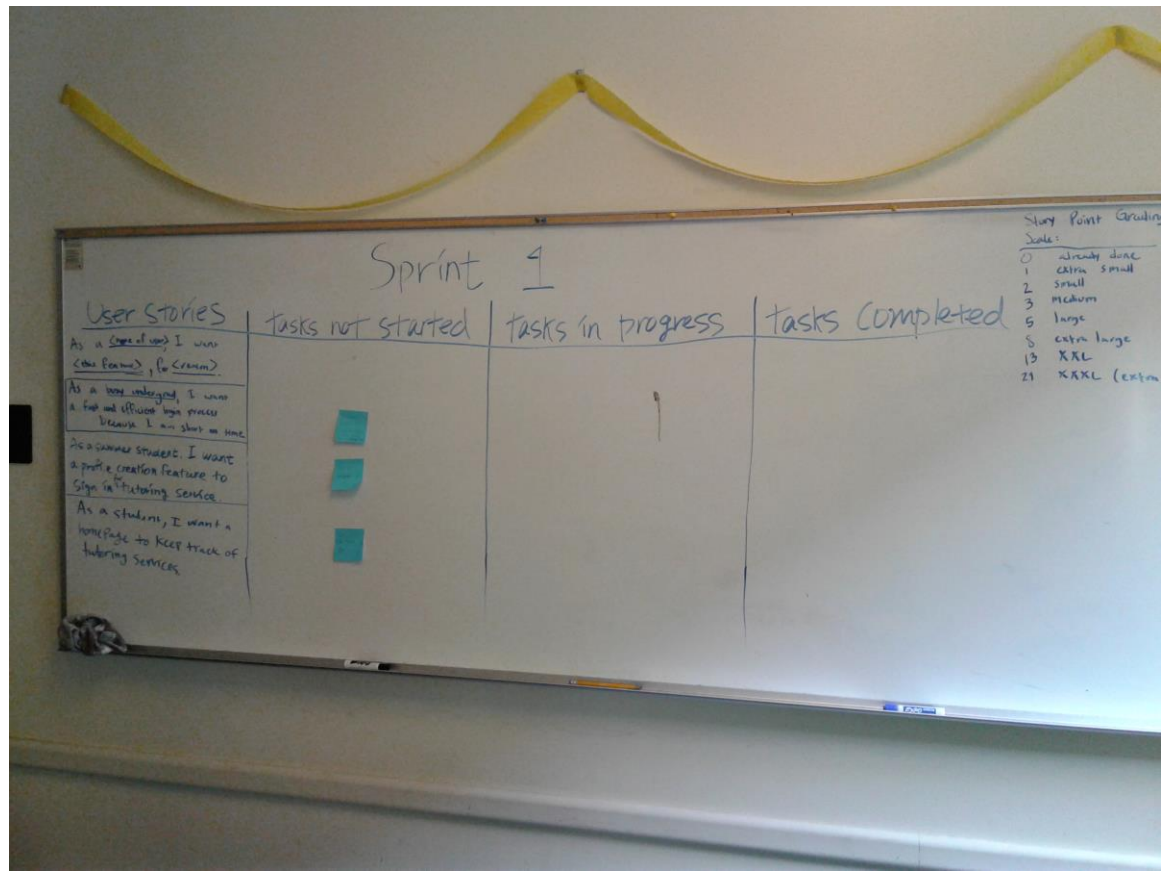 Sprint 1
User Stories
tasks not started
tasks in progress
tasks completed
As a <type of user>, I want
<this feature>, for <reason>.
As a busy undergrad, I want
a fast and efficient login process
because I am short on time
As a summer student. I want
a profile creation feature to
sign in to tutoring service.
As a student, I want a
homepage to keep track of
tutoring services
Story Point Grading
Scale:
0 already done
1 extra small
2 small
3 medium
5 large
8 extra large
13 XXL
21 XXXL (extra